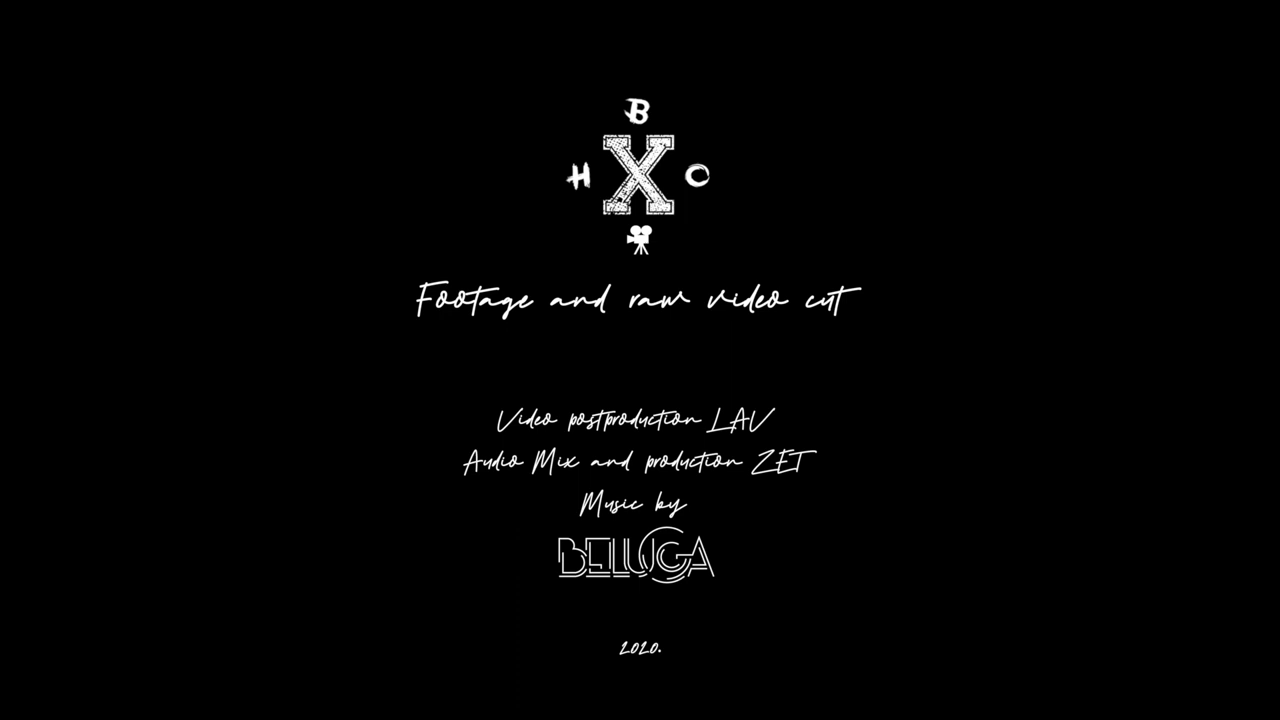 B
H X O
Footage and raw video cut
Video postproduction LAV
Audio Mix and production ZET
Music by
BELUGA
2020.